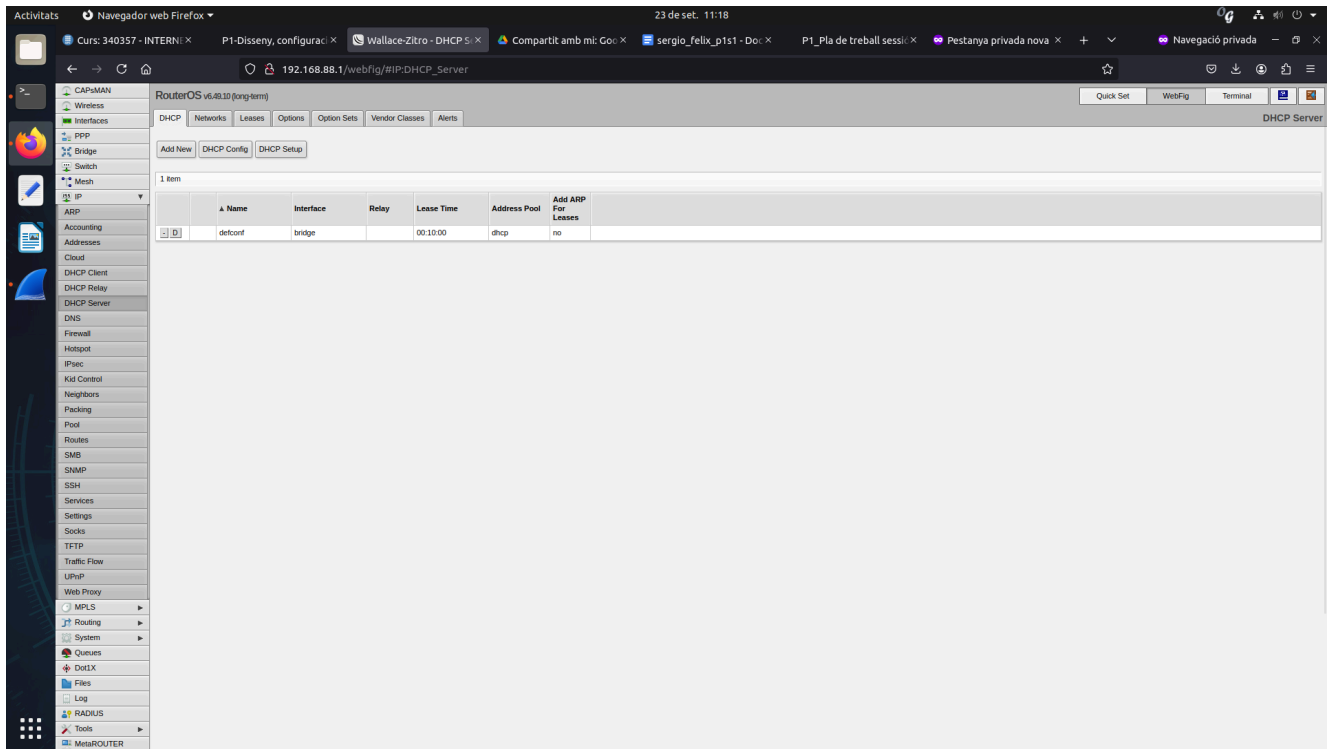 Activitats Navegador web Firefox 23 de set. 11:18
Curs: 340357 - INTERNE P1-Disseny, configurac Wallace-Zitro - DHCP S Compartit amb mi: Goo sergio_felix_p1s1 - Doc P1_Pla de treball sessió Pestanya privada nova Navegació privada
192.168.88.1/webfig/#IP:DHCP_Server
RouterOS v6.49.10 (long-term) Quick Set WebFig Terminal
DHCP Networks Leases Options Option Sets Vendor Classes Alerts DHCP Server
Add New DHCP Config DHCP Setup
1 item
Name Interface Relay Lease Time Address Pool Add ARP For Leases
- D defconf bridge 00:10:00 dhcp no
CAPsMAN
Wireless
Interfaces
PPP
Bridge
Switch
Mesh
IP
ARP
Accounting
Addresses
Cloud
DHCP Client
DHCP Relay
DHCP Server
DNS
Firewall
Hotspot
IPsec
Kid Control
Neighbors
Packing
Pool
Routes
SMB
SNMP
SSH
Services
Settings
Socks
TFTP
Traffic Flow
UPnP
Web Proxy
MPLS
Routing
System
Queues
Dot1X
Files
Log
RADIUS
Tools
MetaROUTER